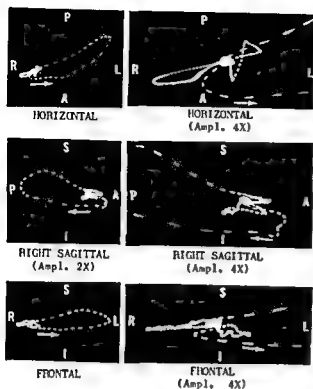 P
P
R
L
R
L
A
A
HORIZONTAL
HORIZONTAL
(Ampl. 4X)
S
S
P
A
P
A
I
I
RIGHT SAGITTAL
(Ampl. 2X)
RIGHT SAGITTAL
(Ampl. 4X)
S
S
R
L
R
L
I
I
FRONTAL
FRONTAL
(Ampl. 4X)